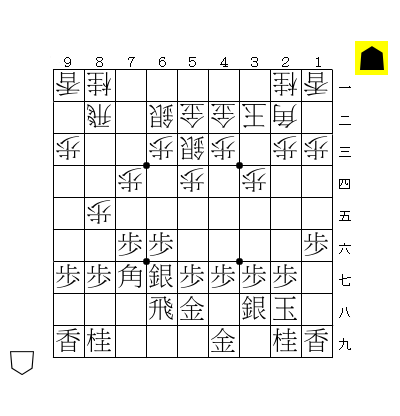 9 8 7 6 5 4 3 2 1
香 桂 桂 香 一
飛 銀 金 金 王 角 二
歩 歩 銀 歩 歩 歩 三
歩 歩 歩 四
歩 五
歩 歩 歩 六
歩 歩 角 銀 歩 歩 歩 歩 七
飛 金 銀 玉 八
香 桂 金 桂 香 九